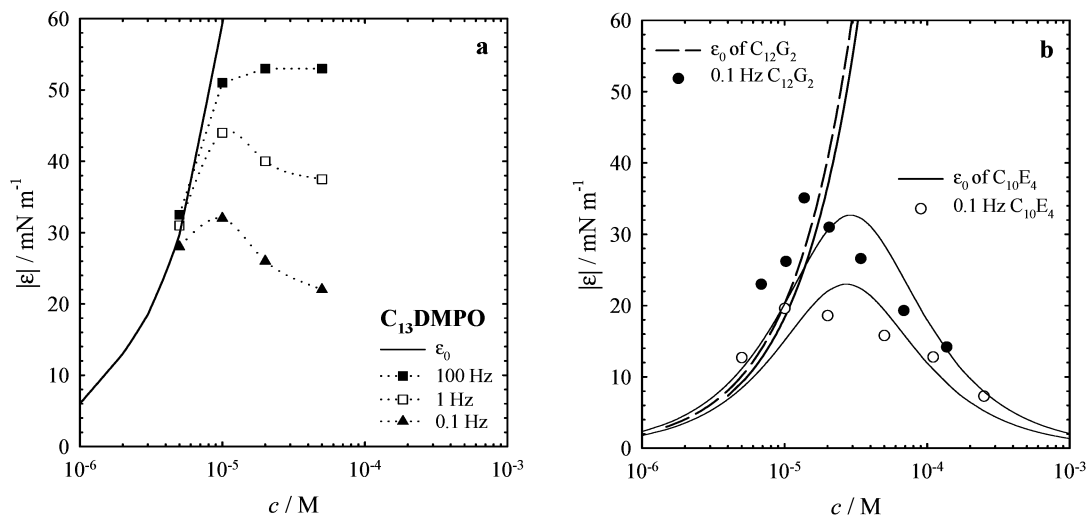 a
60
50
40
30
20
10
0
|ε| / mN m⁻¹
C₁₃DMPO
ε₀
100 Hz
1 Hz
0.1 Hz
10⁻⁶ 10⁻⁵ 10⁻⁴ 10⁻³
c / M
b
ε₀ of C₁₂G₂
0.1 Hz C₁₂G₂
60
50
40
30
20
10
0
|ε| / mN m⁻¹
ε₀ of C₁₀E₄
0.1 Hz C₁₀E₄
10⁻⁶ 10⁻⁵ 10⁻⁴ 10⁻³
c / M